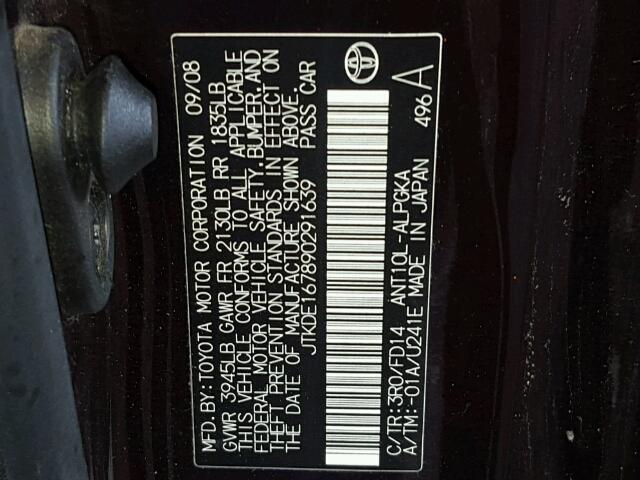 MFD. BY: TOYOTA MOTOR CORPORATION 09/08
GVWR 3945LB GAWR FR 2130LB RR 1835LB
THIS VEHICLE CONFORMS TO ALL APPLICABLE
FEDERAL MOTOR VEHICLE SAFETY, BUMPER, AND
THEFT PREVENTION STANDARDS IN EFFECT ON
THE DATE OF MANUFACTURE SHOWN ABOVE.
JTKDE167890291639 PASS CAR
C/TR:3R0/FD14 ANT10L-ALPGKA 496 A
A/TM:-01A/U241E MADE IN JAPAN